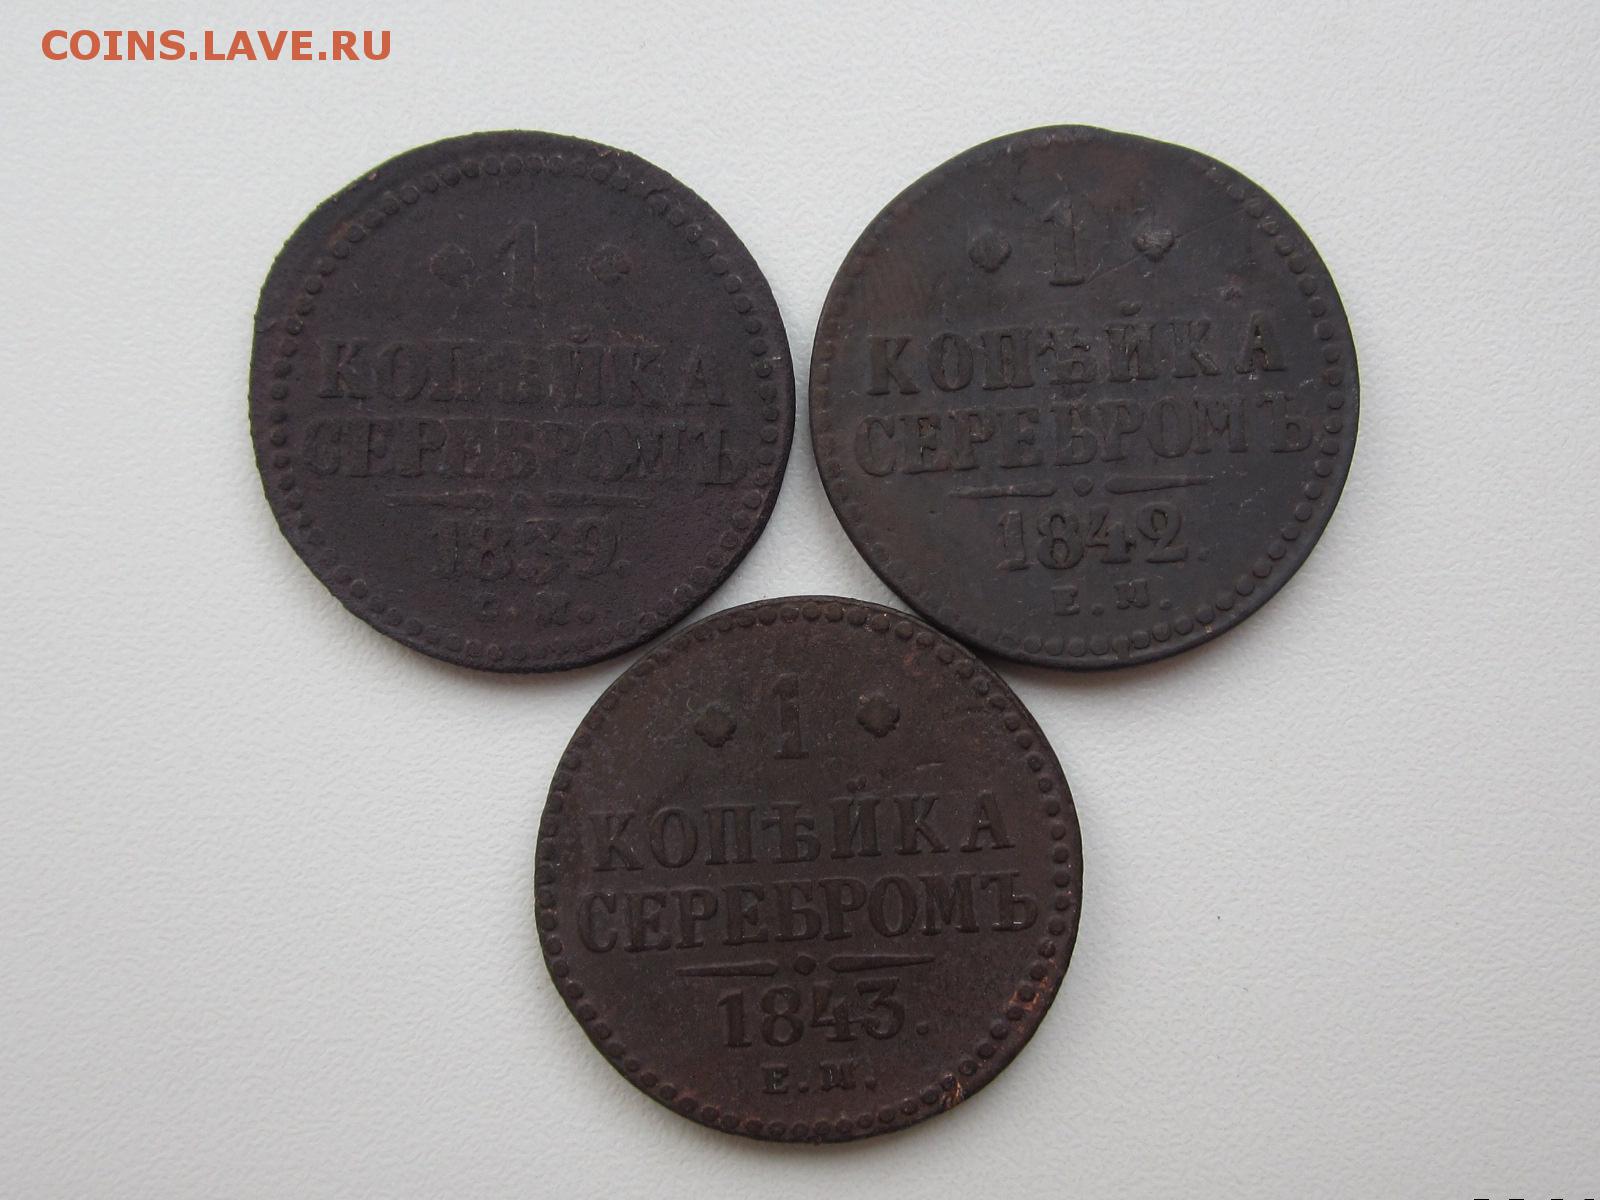 COINS.LAVE.RU
1
КОПѢЙКА
СЕРЕБРОМЪ
1839.
Е.М.
1
КОПѢЙКА
СЕРЕБРОМЪ
1842.
Е.М.
1
КОПѢЙКА
СЕРЕБРОМЪ
1843.
Е.М.